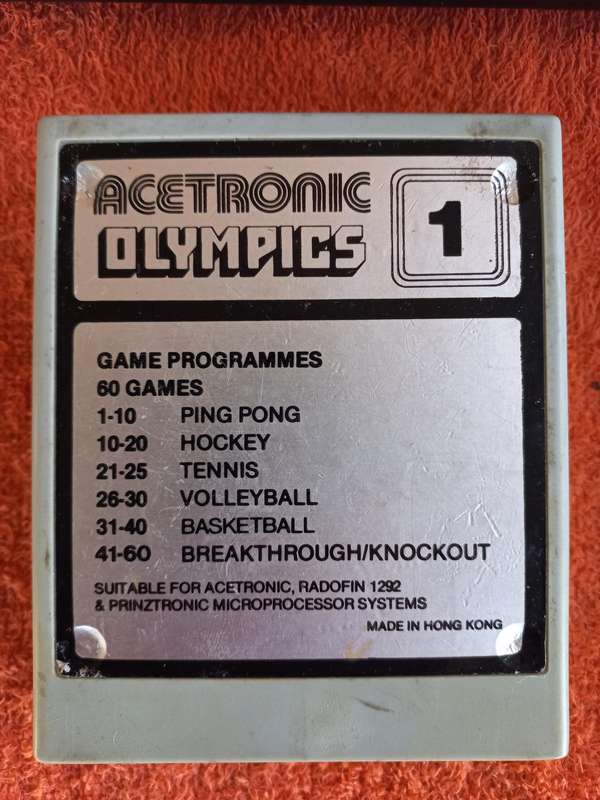 ACETRONIC
OLYMPICS
1
GAME PROGRAMMES
60 GAMES
1-10 PING PONG
10-20 HOCKEY
21-25 TENNIS
26-30 VOLLEYBALL
31-40 BASKETBALL
41-60 BREAKTHROUGH/KNOCKOUT
SUITABLE FOR ACETRONIC, RADOFIN 1292
& PRINZTRONIC MICROPROCESSOR SYSTEMS
MADE IN HONG KONG